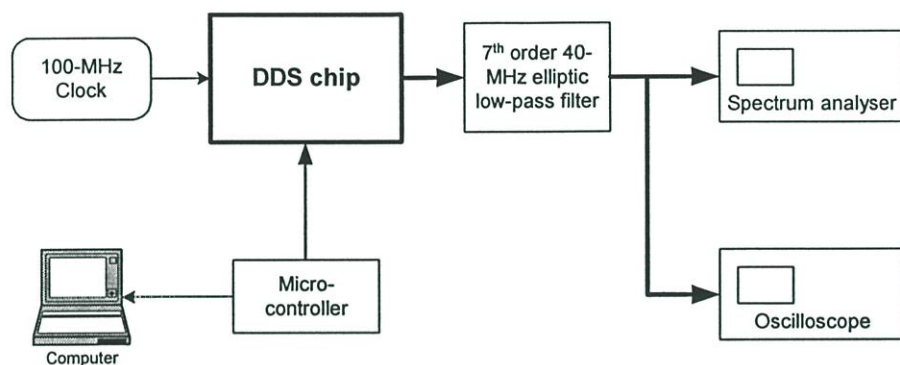 100-MHz
Clock
DDS chip
7th order 40-
MHz elliptic
low-pass filter
Spectrum analyser
Micro-
controller
Computer
Oscilloscope